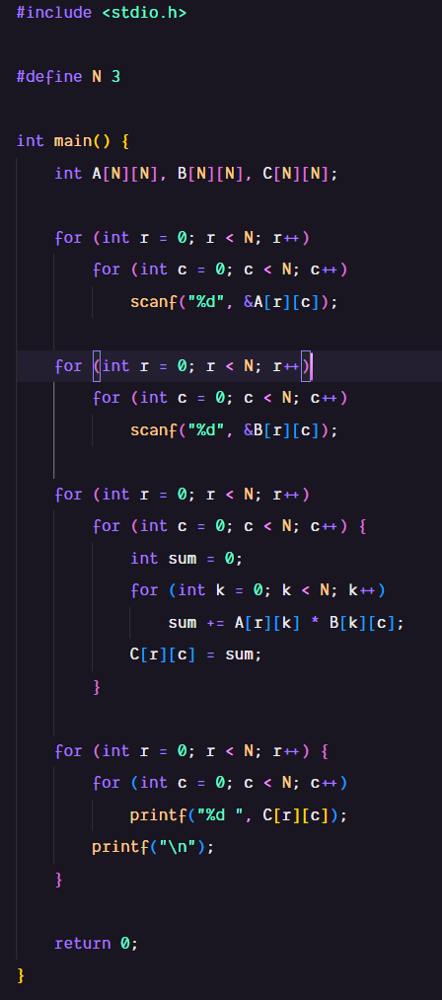 #include <stdio.h>
#define N 3
int main() {
    int A[N][N], B[N][N], C[N][N];
    for (int r = 0; r < N; r++)
        for (int c = 0; c < N; c++)
            scanf("%d", &A[r][c]);
    for (int r = 0; r < N; r++)
        for (int c = 0; c < N; c++)
            scanf("%d", &B[r][c]);
    for (int r = 0; r < N; r++)
        for (int c = 0; c < N; c++) {
            int sum = 0;
            for (int k = 0; k < N; k++)
                sum += A[r][k] * B[k][c];
            C[r][c] = sum;
        }
    for (int r = 0; r < N; r++) {
        for (int c = 0; c < N; c++)
            printf("%d ", C[r][c]);
        printf("\n");
    }
    return 0;
}